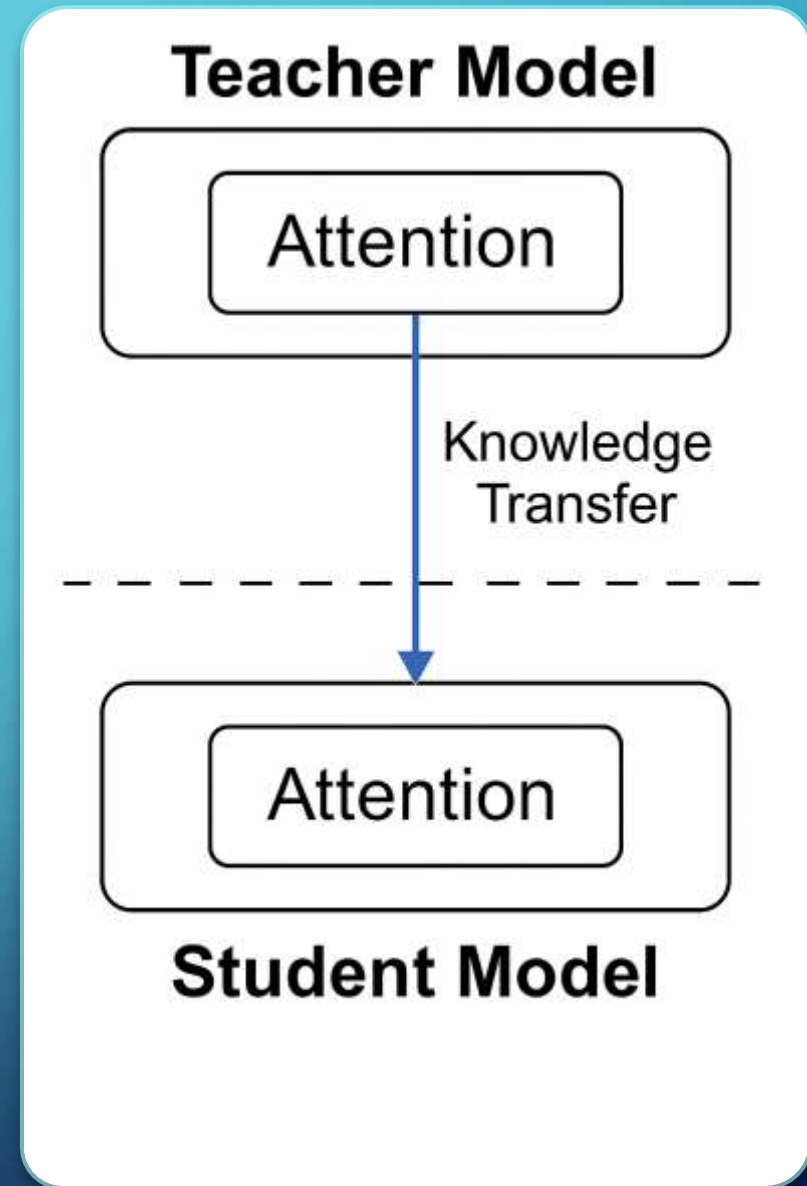 Teacher Model
Attention
Knowledge
Transfer
Attention
Student Model